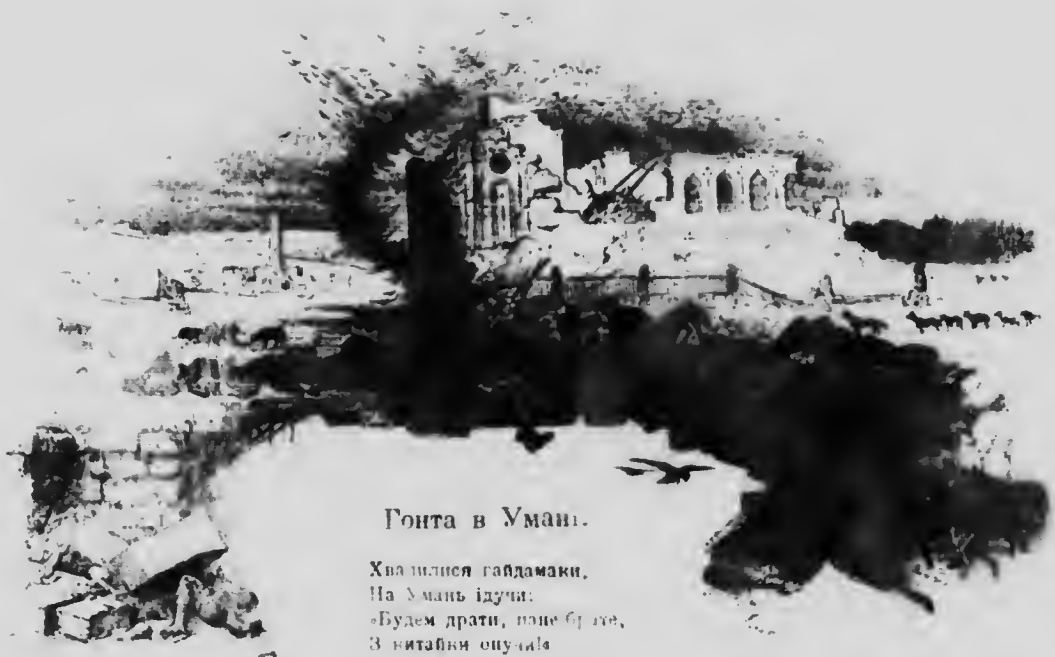 Гонта в Умані.
Хвалилися гайдамаки,
На Умань ідучи:
»Будем драти, пане-брате,
З китайки онучі!«